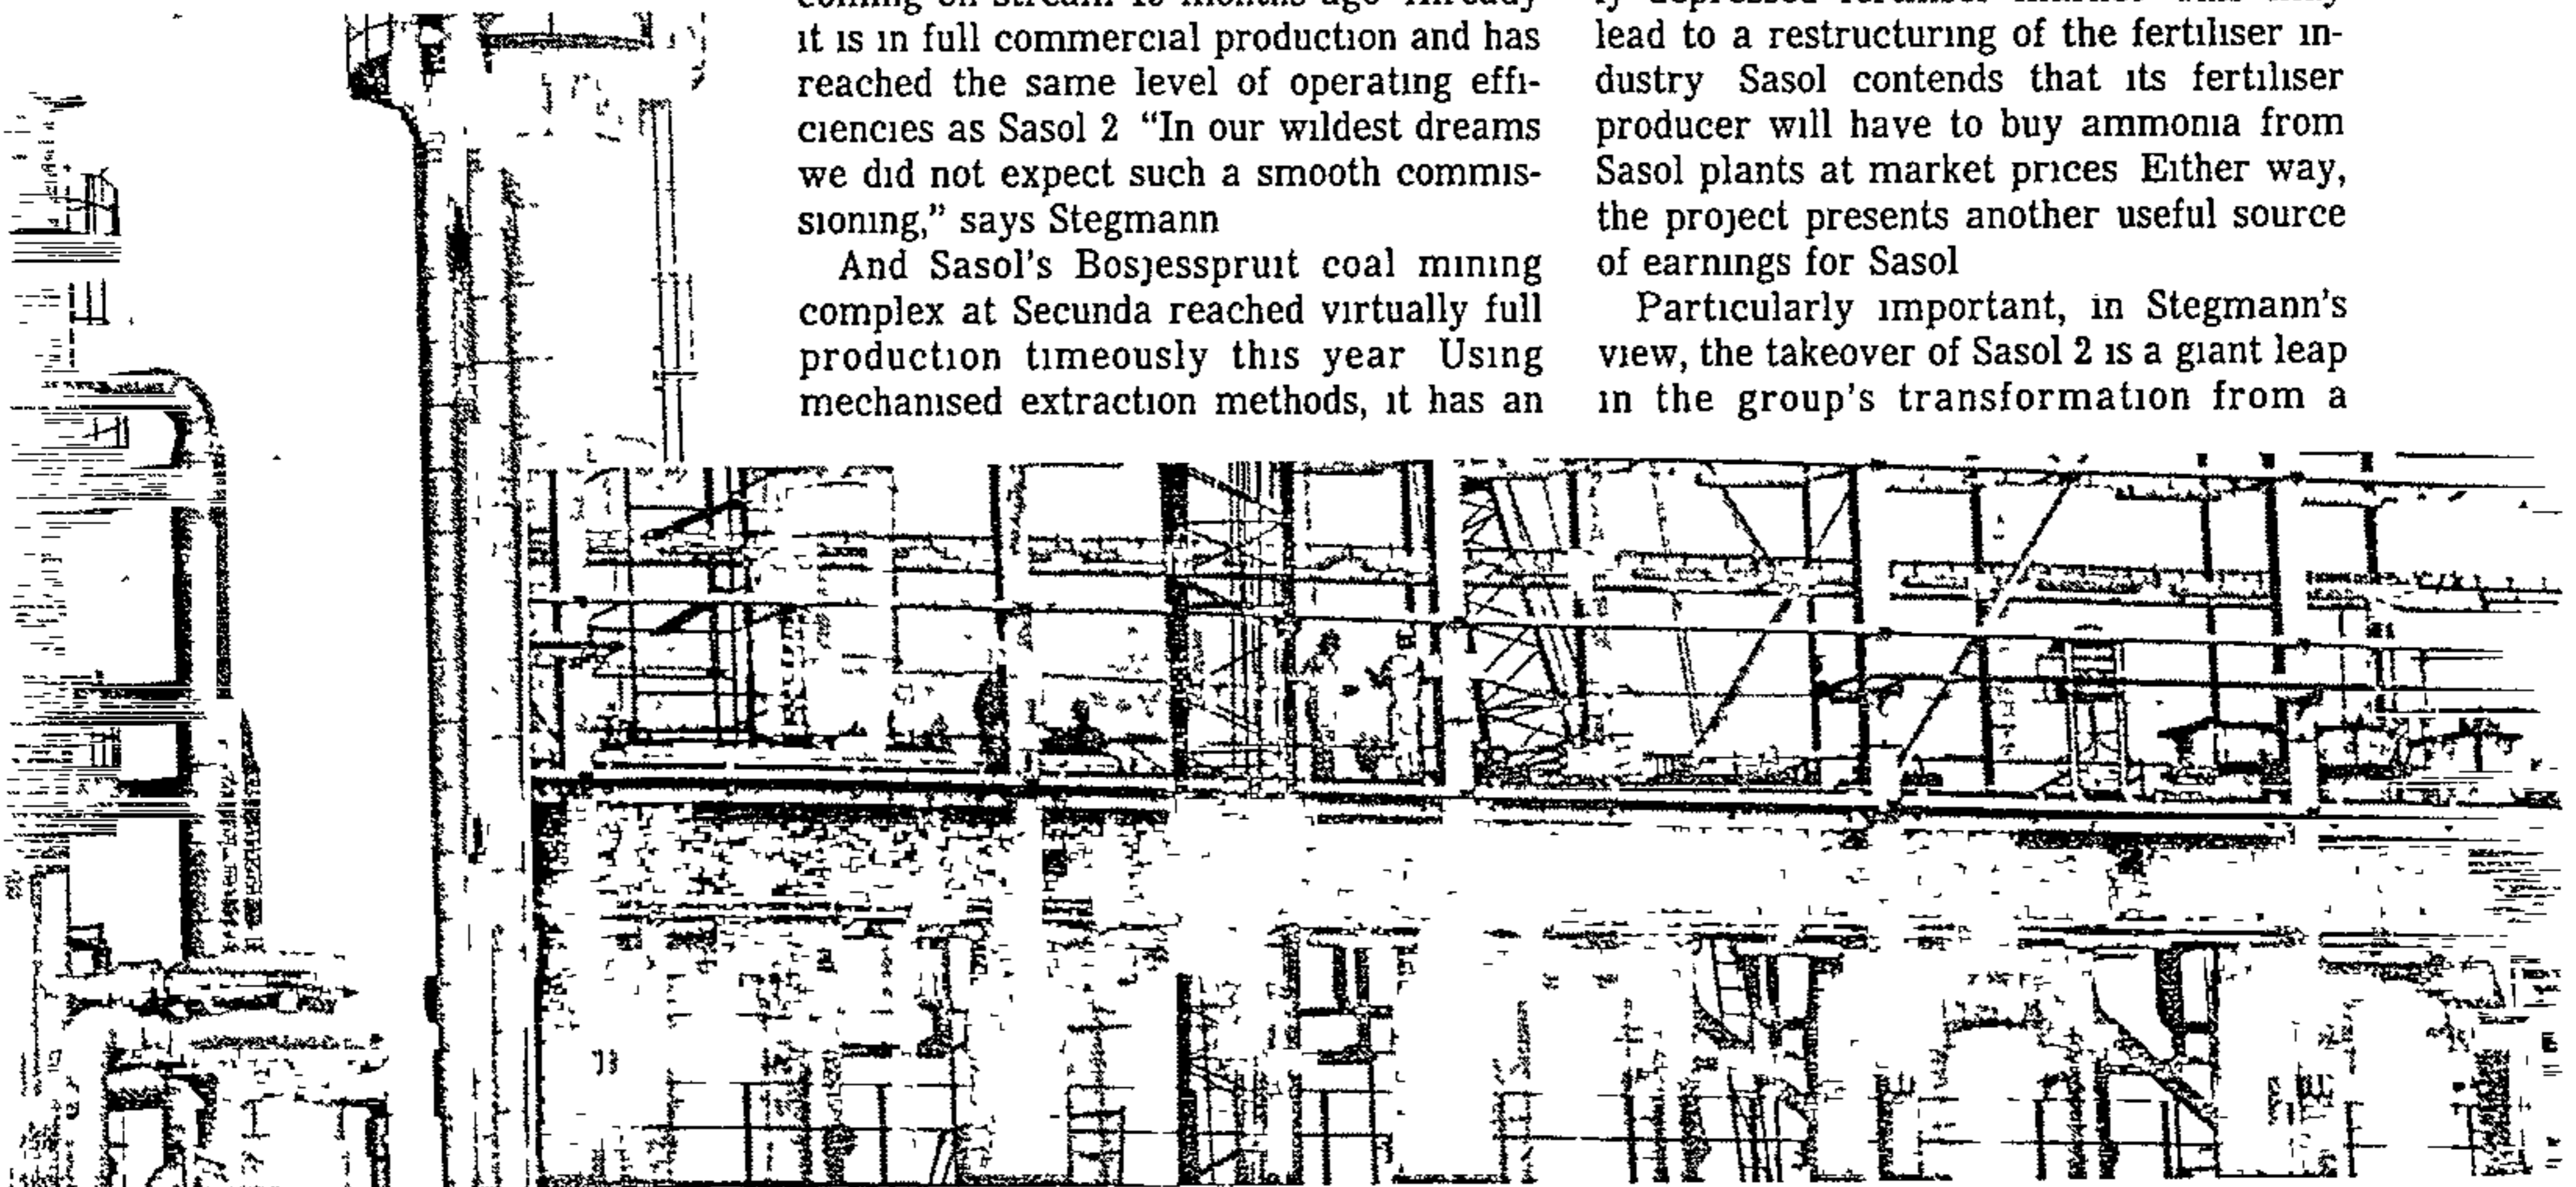 it is in full commercial production and has
reached the same level of operating effi-
ciencies as Sasol 2 "In our wildest dreams
we did not expect such a smooth commis-
sioning," says Stegmann
And Sasol's Bosjesspruit coal mining
complex at Secunda reached virtually full
production timeously this year Using
mechanised extraction methods, it has an
lead to a restructuring of the fertiliser in-
dustry Sasol contends that its fertiliser
producer will have to buy ammonia from
Sasol plants at market prices Either way,
the project presents another useful source
of earnings for Sasol
Particularly important, in Stegmann's
view, the takeover of Sasol 2 is a giant leap
in the group's transformation from a